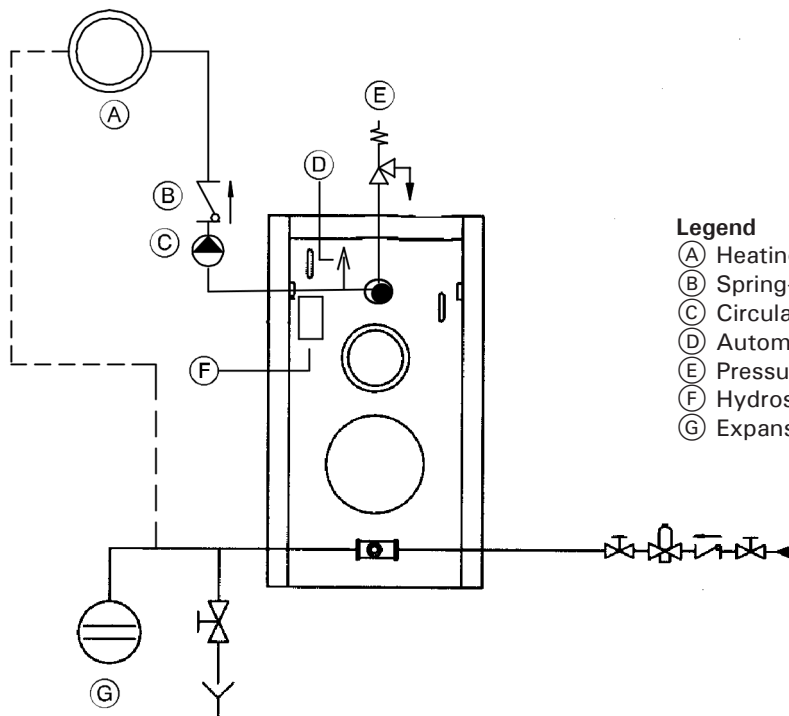 A
E
D
B
C
F
G
Legend
A Heating
B Spring-
C Circula
D Autom
E Pressu
F Hydros
G Expans